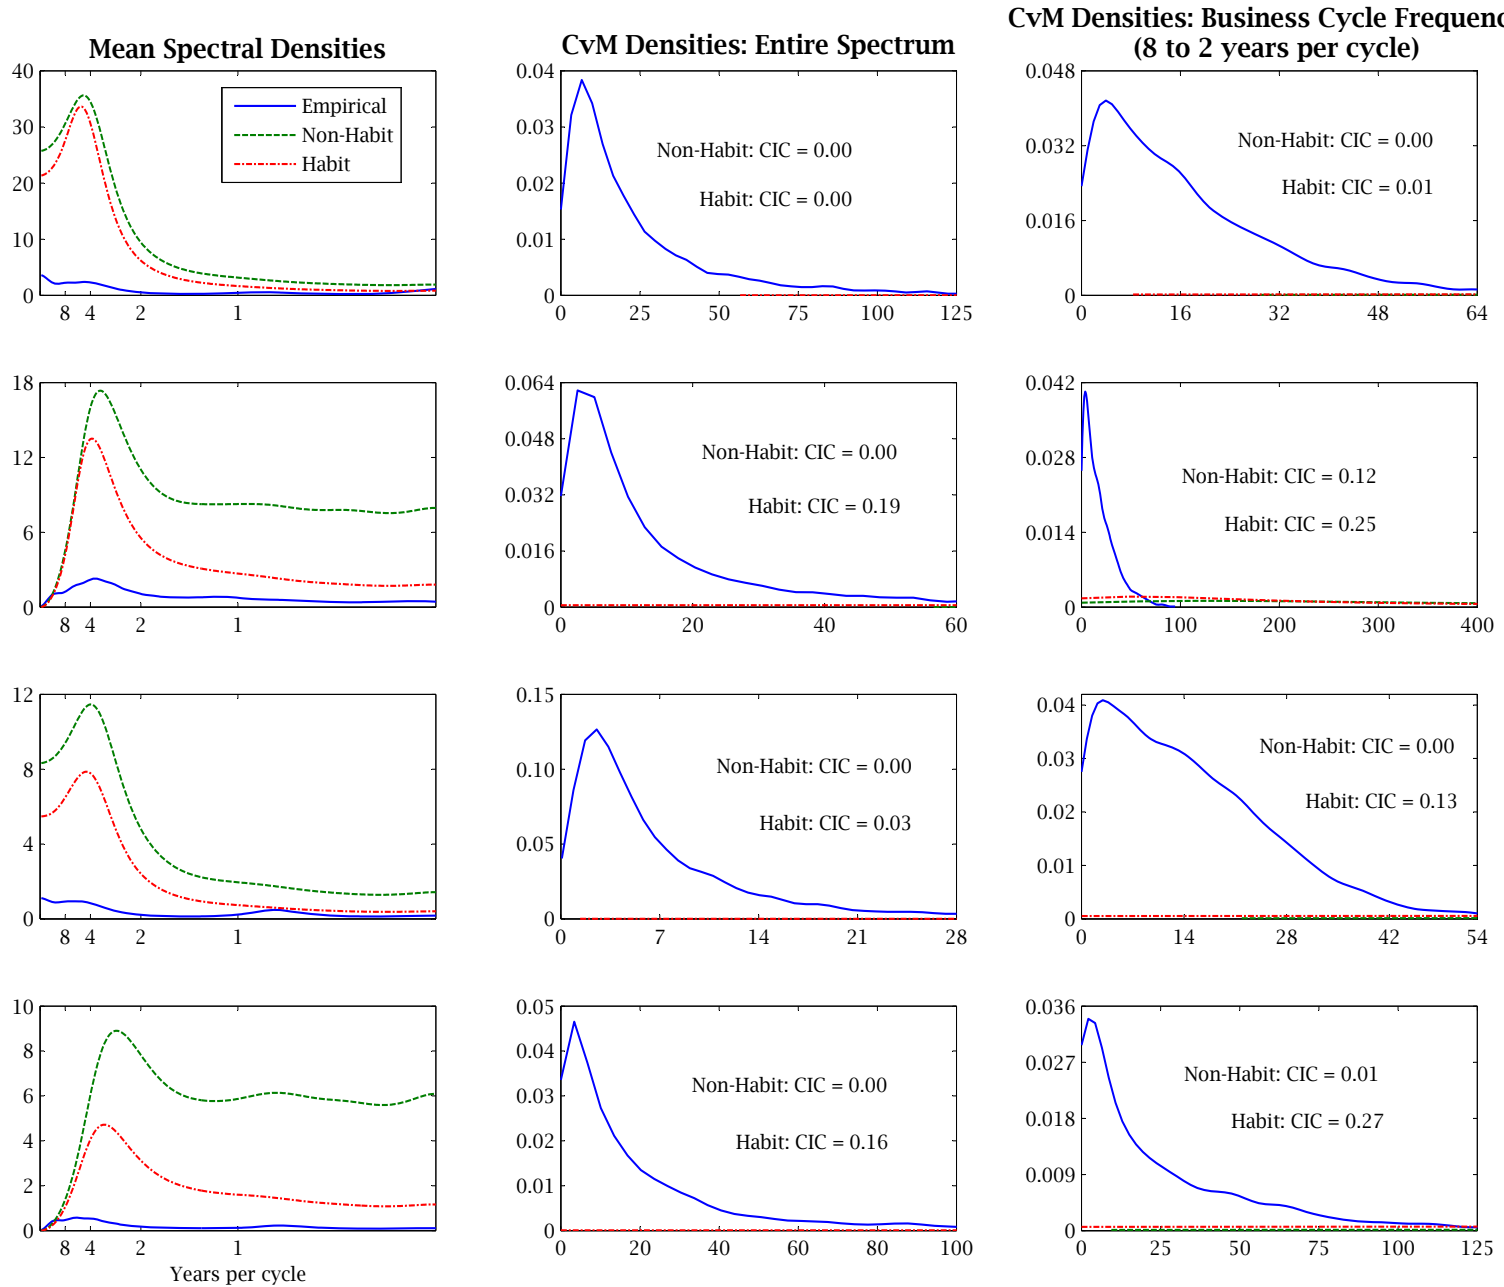 CvM Densities: Business Cycle Frequenc
(8 to 2 years per cycle)
Mean Spectral Densities
CvM Densities: Entire Spectrum
40
30
20
10
0
8 4 2 1
Empirical
Non-Habit
Habit
0.04
0.03
0.02
0.01
0
0 25 50 75 100 125
Non-Habit: CIC = 0.00
Habit: CIC = 0.00
0.048
0.032
0.016
0
0 16 32 48 64
Non-Habit: CIC = 0.00
Habit: CIC = 0.01
18
12
6
0
8 4 2 1
0.064
0.048
0.032
0.016
0
0 20 40 60
Non-Habit: CIC = 0.00
Habit: CIC = 0.19
0.042
0.028
0.014
0
0 100 200 300 400
Non-Habit: CIC = 0.12
Habit: CIC = 0.25
12
8
4
0
8 4 2 1
0.15
0.10
0.05
0
0 7 14 21 28
Non-Habit: CIC = 0.00
Habit: CIC = 0.03
0.04
0.03
0.02
0.01
0
0 14 28 42 54
Non-Habit: CIC = 0.00
Habit: CIC = 0.13
10
8
6
4
2
0
8 4 2 1
Years per cycle
0.05
0.04
0.03
0.02
0.01
0
0 20 40 60 80 100
Non-Habit: CIC = 0.00
Habit: CIC = 0.16
0.036
0.027
0.018
0.009
0
0 25 50 75 100 125
Non-Habit: CIC = 0.01
Habit: CIC = 0.27